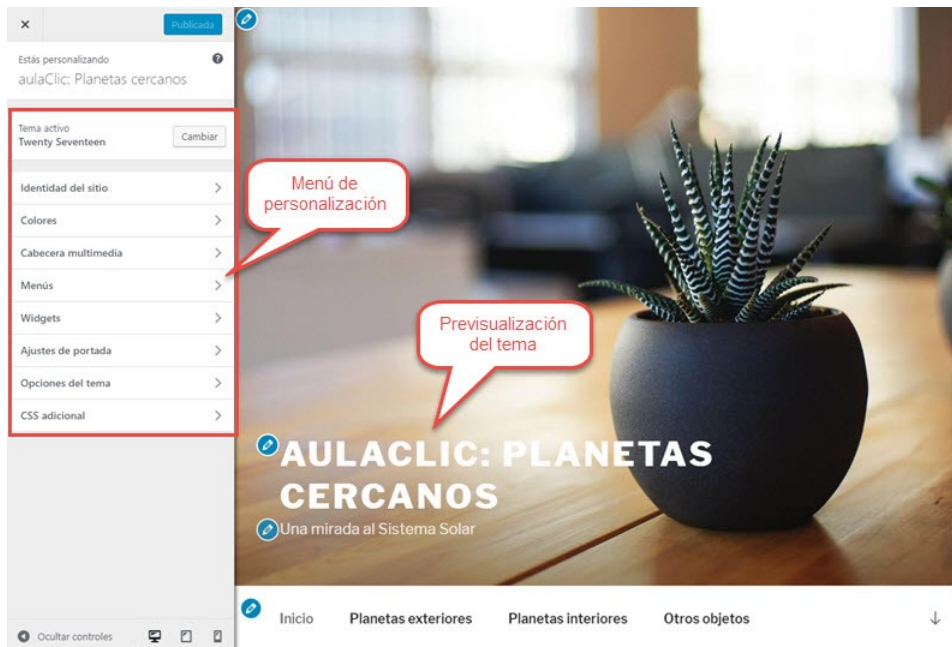 Publicada
Estás personalizando
aulaClic: Planetas cercanos
Tema activo
Twenty Seventeen
Cambiar
Identidad del sitio
Colores
Cabecera multimedia
Menús
Widgets
Ajustes de portada
Opciones del tema
CSS adicional
Ocultar controles
Menú de
personalización
Previsualización
del tema
AULACLIC: PLANETAS
CERCANOS
Una mirada al Sistema Solar
Inicio Planetas exteriores Planetas interiores Otros objetos